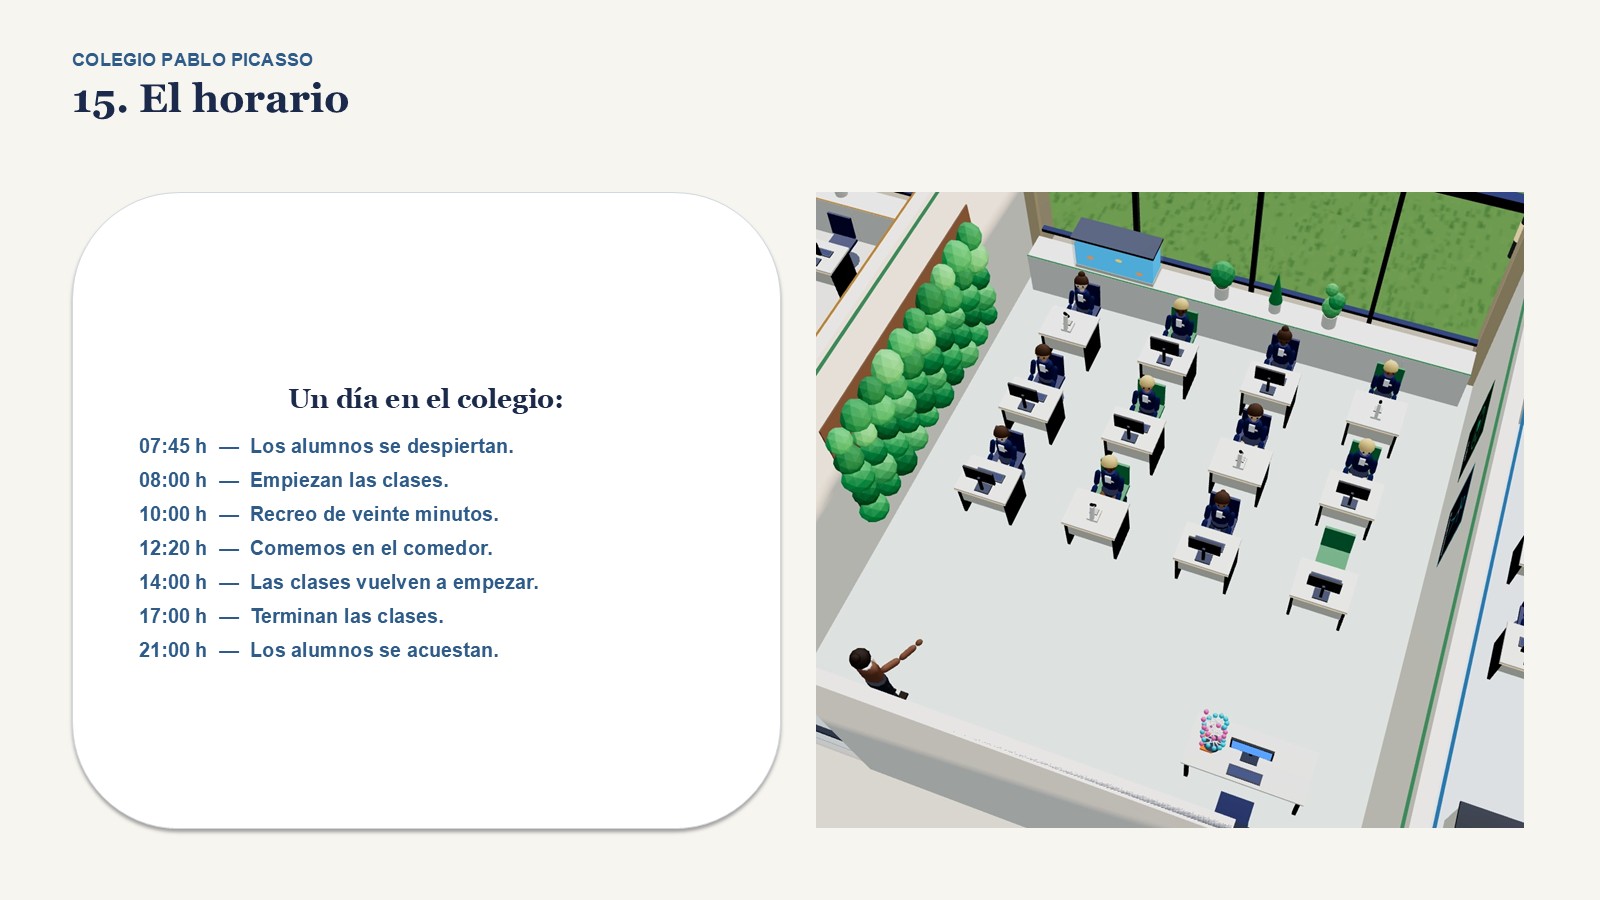 COLEGIO PABLO PICASSO
15. El horario
Un día en el colegio:
07:45 h — Los alumnos se despiertan.
08:00 h — Empiezan las clases.
10:00 h — Recreo de veinte minutos.
12:20 h — Comemos en el comedor.
14:00 h — Las clases vuelven a empezar.
17:00 h — Terminan las clases.
21:00 h — Los alumnos se acuestan.